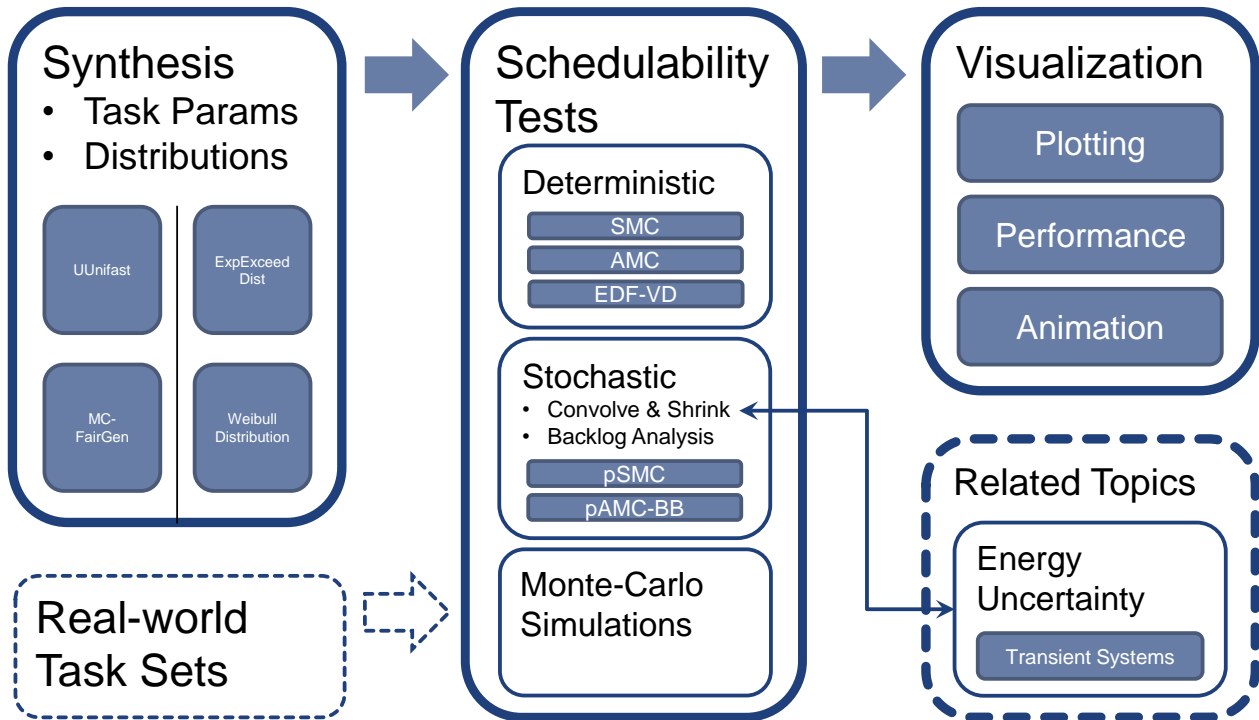 Synthesis
• Task Params
• Distributions
UUnifast
ExpExceed
Dist
MC-
FairGen
Weibull
Distribution
Real-world
Task Sets
Schedulability
Tests
Deterministic
SMC
AMC
EDF-VD
Stochastic
• Convolve & Shrink
• Backlog Analysis
pSMC
pAMC-BB
Monte-Carlo
Simulations
Visualization
Plotting
Performance
Animation
Related Topics
Energy
Uncertainty
Transient Systems